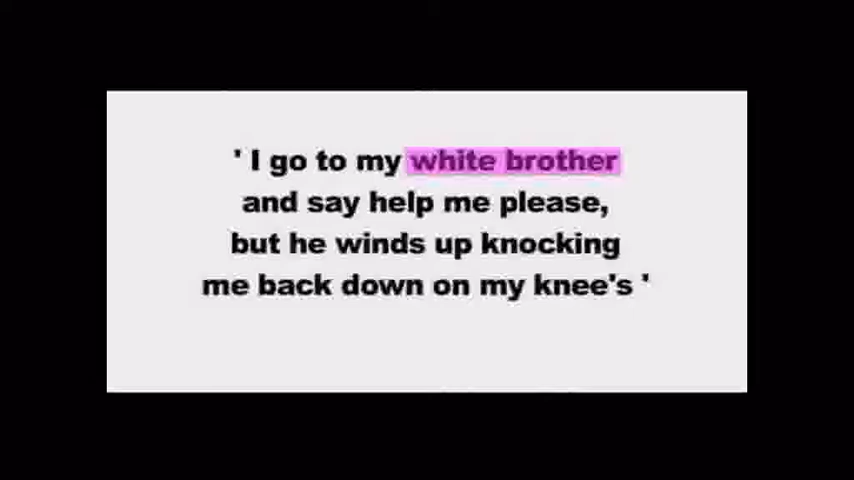 ' I go to my white brother
and say help me please,
but he winds up knocking
me back down on my knee's '